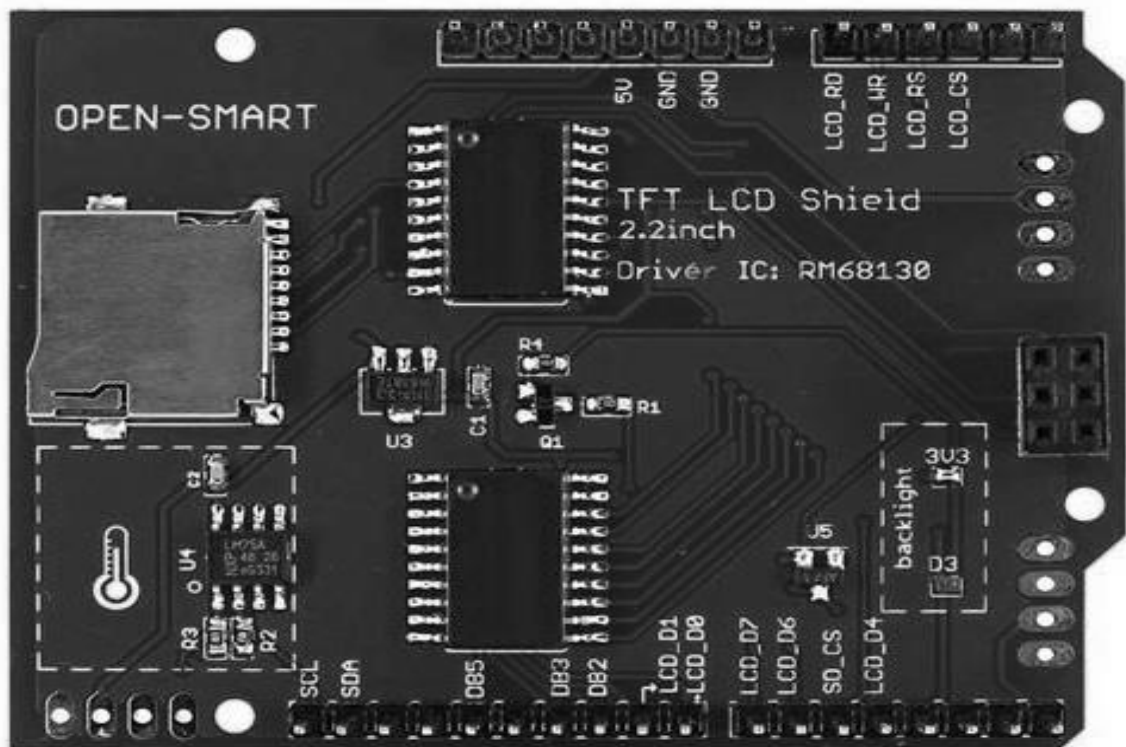 5V
GND
GND
LCD_RD
LCD_WR
LCD_RS
LCD_CS
OPEN-SMART
TFT LCD Shield
2.2inch
Driver IC: RM68130
R4
R1
U3
C1
Q1
C2
3V3
backlight
J5
D3
U4
LM75A
R3
R2
SCL
SDA
DB5
DB3
DB2
LCD_D1
LCD_D0
LCD_D7
LCD_D6
SD_CS
LCD_D4